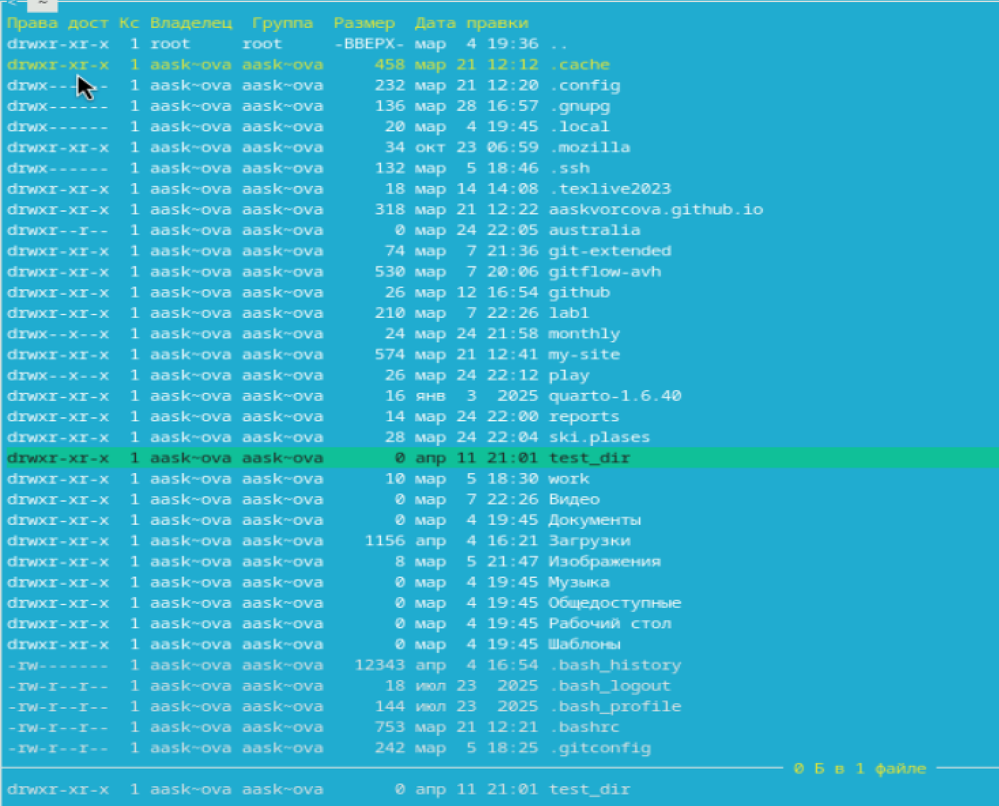 ~
Права дост Кс Владелец Группа Размер Дата правки
drwxr-xr-x 1 root root -ВВЕРХ- мар 4 19:36 ..
drwxr-xr-x 1 aask~ova aask~ova 458 мар 21 12:12 .cache
drwx------ 1 aask~ova aask~ova 232 мар 21 12:20 .config
drwx------ 1 aask~ova aask~ova 136 мар 28 16:57 .gnupg
drwx------ 1 aask~ova aask~ova 20 мар 4 19:45 .local
drwxr-xr-x 1 aask~ova aask~ova 34 окт 23 06:59 .mozilla
drwx------ 1 aask~ova aask~ova 132 мар 5 18:46 .ssh
drwxr-xr-x 1 aask~ova aask~ova 18 мар 14 14:08 .texlive2023
drwxr-xr-x 1 aask~ova aask~ova 318 мар 21 12:22 aaskvorcova.github.io
drwxr--r-- 1 aask~ova aask~ova 0 мар 24 22:05 australia
drwxr-xr-x 1 aask~ova aask~ova 74 мар 7 21:36 git-extended
drwxr-xr-x 1 aask~ova aask~ova 530 мар 7 20:06 gitflow-avh
drwxr-xr-x 1 aask~ova aask~ova 26 мар 12 16:54 github
drwxr-xr-x 1 aask~ova aask~ova 210 мар 7 22:26 lab1
drwx--x--x 1 aask~ova aask~ova 24 мар 24 21:58 monthly
drwxr-xr-x 1 aask~ova aask~ova 574 мар 21 12:41 my-site
drwx--x--x 1 aask~ova aask~ova 26 мар 24 22:12 play
drwxr-xr-x 1 aask~ova aask~ova 16 янв 3 2025 quarto-1.6.40
drwxr-xr-x 1 aask~ova aask~ova 14 мар 24 22:00 reports
drwxr-xr-x 1 aask~ova aask~ova 28 мар 24 22:04 ski.plases
drwxr-xr-x 1 aask~ova aask~ova 0 апр 11 21:01 test_dir
drwxr-xr-x 1 aask~ova aask~ova 10 мар 5 18:30 work
drwxr-xr-x 1 aask~ova aask~ova 0 мар 7 22:26 Видео
drwxr-xr-x 1 aask~ova aask~ova 0 мар 4 19:45 Документы
drwxr-xr-x 1 aask~ova aask~ova 1156 апр 4 16:21 Загрузки
drwxr-xr-x 1 aask~ova aask~ova 8 мар 5 21:47 Изображения
drwxr-xr-x 1 aask~ova aask~ova 0 мар 4 19:45 Музыка
drwxr-xr-x 1 aask~ova aask~ova 0 мар 4 19:45 Общедоступные
drwxr-xr-x 1 aask~ova aask~ova 0 мар 4 19:45 Рабочий стол
drwxr-xr-x 1 aask~ova aask~ova 0 мар 4 19:45 Шаблоны
-rw------- 1 aask~ova aask~ova 12343 апр 4 16:54 .bash_history
-rw-r--r-- 1 aask~ova aask~ova 18 июл 23 2025 .bash_logout
-rw-r--r-- 1 aask~ova aask~ova 144 июл 23 2025 .bash_profile
-rw-r--r-- 1 aask~ova aask~ova 753 мар 21 12:21 .bashrc
-rw-r--r-- 1 aask~ova aask~ova 242 мар 5 18:25 .gitconfig
0 Б в 1 файле
drwxr-xr-x 1 aask~ova aask~ova 0 апр 11 21:01 test_dir